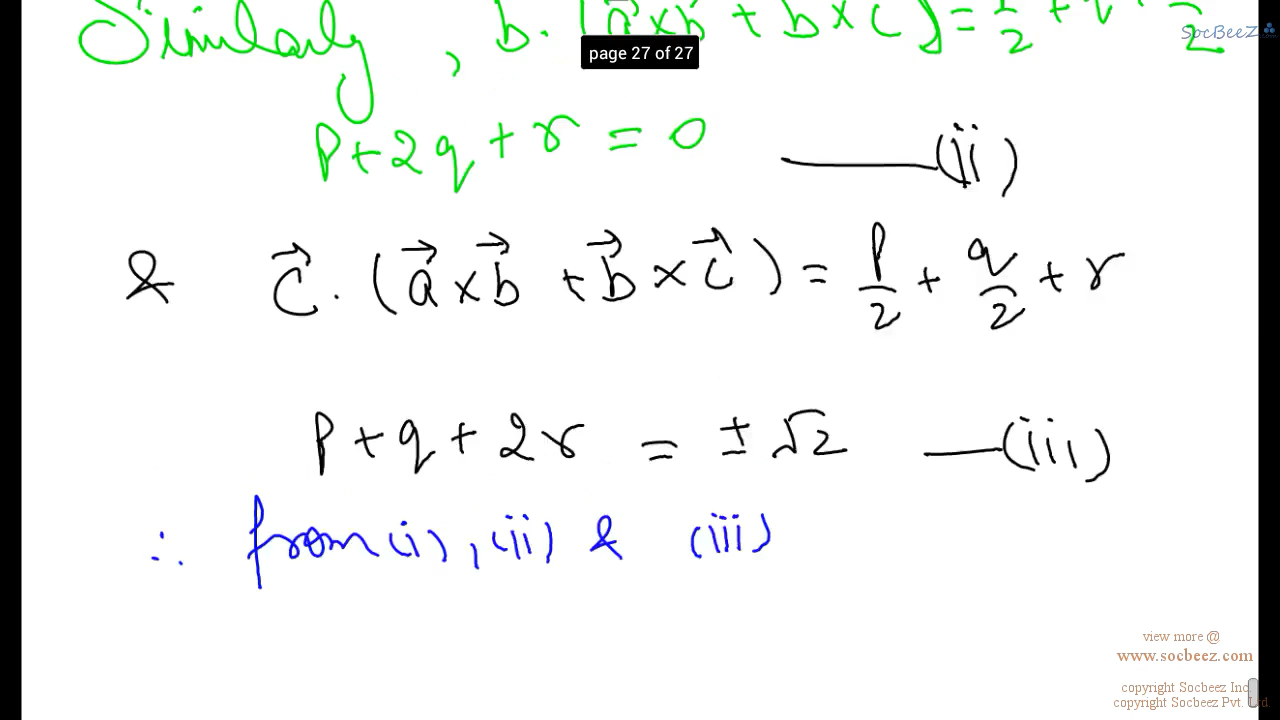 Similarly, b. [a × b + b × c] = p/2 + q + r/2
SocBeeZ
page 27 of 27
p + 2q + r = 0 —(ii)
& c⃗ . (a⃗ × b⃗ + b⃗ × c⃗) = p/2 + q/2 + r
p + q + 2r = ± √2 —(iii)
∴ from (i), (ii) & (iii)
view more @
www.socbeez.com
copyright Socbeez Inc.
copyright Socbeez Pvt. Ltd.